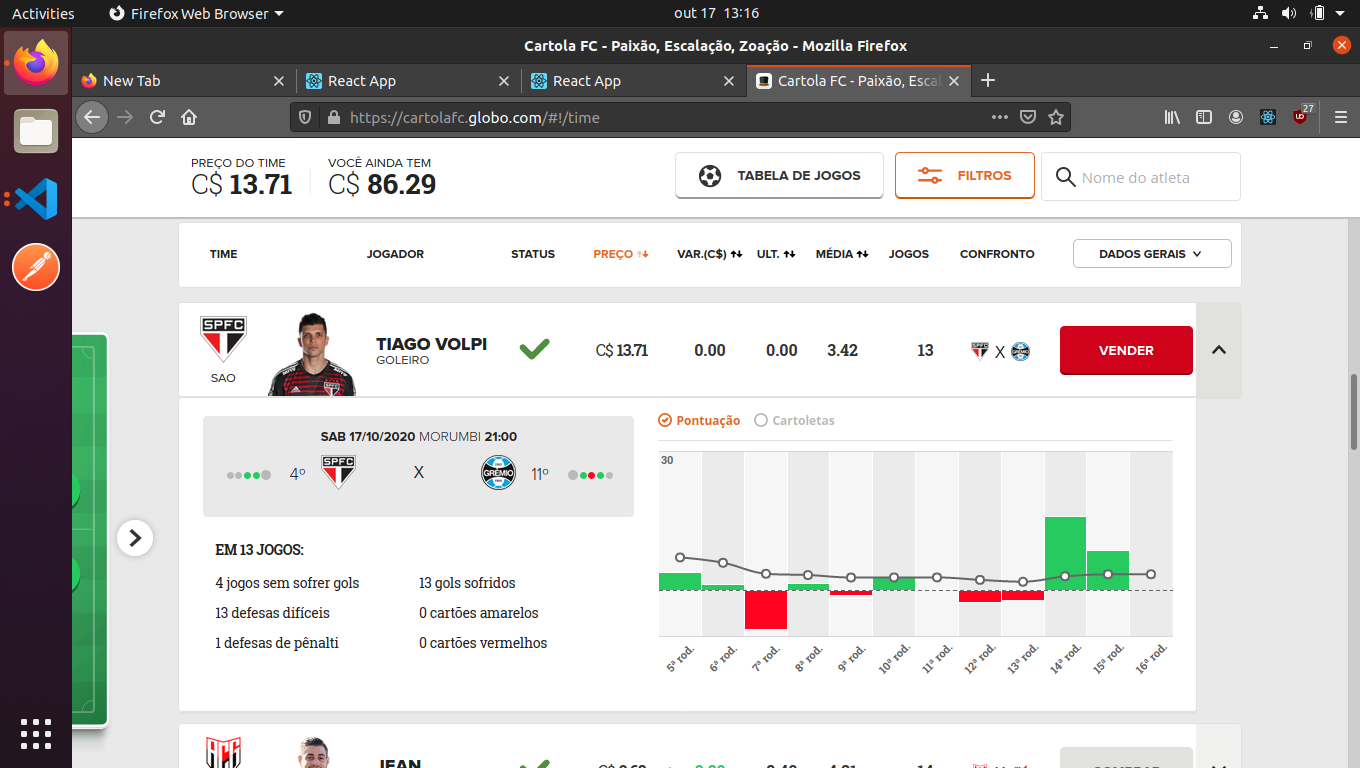 Activities Firefox Web Browser out 17 13:16
Cartola FC - Paixão, Escalação, Zoação - Mozilla Firefox
New Tab React App React App Cartola FC - Paixão, Escal
https://cartolafc.globo.com/#!/time 27
PREÇO DO TIME VOCÊ AINDA TEM
C$ 13.71 C$ 86.29 TABELA DE JOGOS FILTROS Nome do atleta
TIME JOGADOR STATUS PREÇO VAR.(C$) ULT. MÉDIA JOGOS CONFRONTO DADOS GERAIS
SPFC
TIAGO VOLPI
GOLEIRO
C$ 13.71 0.00 0.00 3.42 13 X VENDER
SAO
SAB 17/10/2020 MORUMBI 21:00
4º SPFC X GRÊMIO 11º
Pontuação Cartoletas
30
EM 13 JOGOS:
4 jogos sem sofrer gols 13 gols sofridos
13 defesas difíceis 0 cartões amarelos
1 defesas de pênalti 0 cartões vermelhos
5ª rod. 6ª rod. 7ª rod. 8ª rod. 9ª rod. 10ª rod. 11ª rod. 12ª rod. 13ª rod. 14ª rod. 15ª rod. 16ª rod.
ACG
JEAN